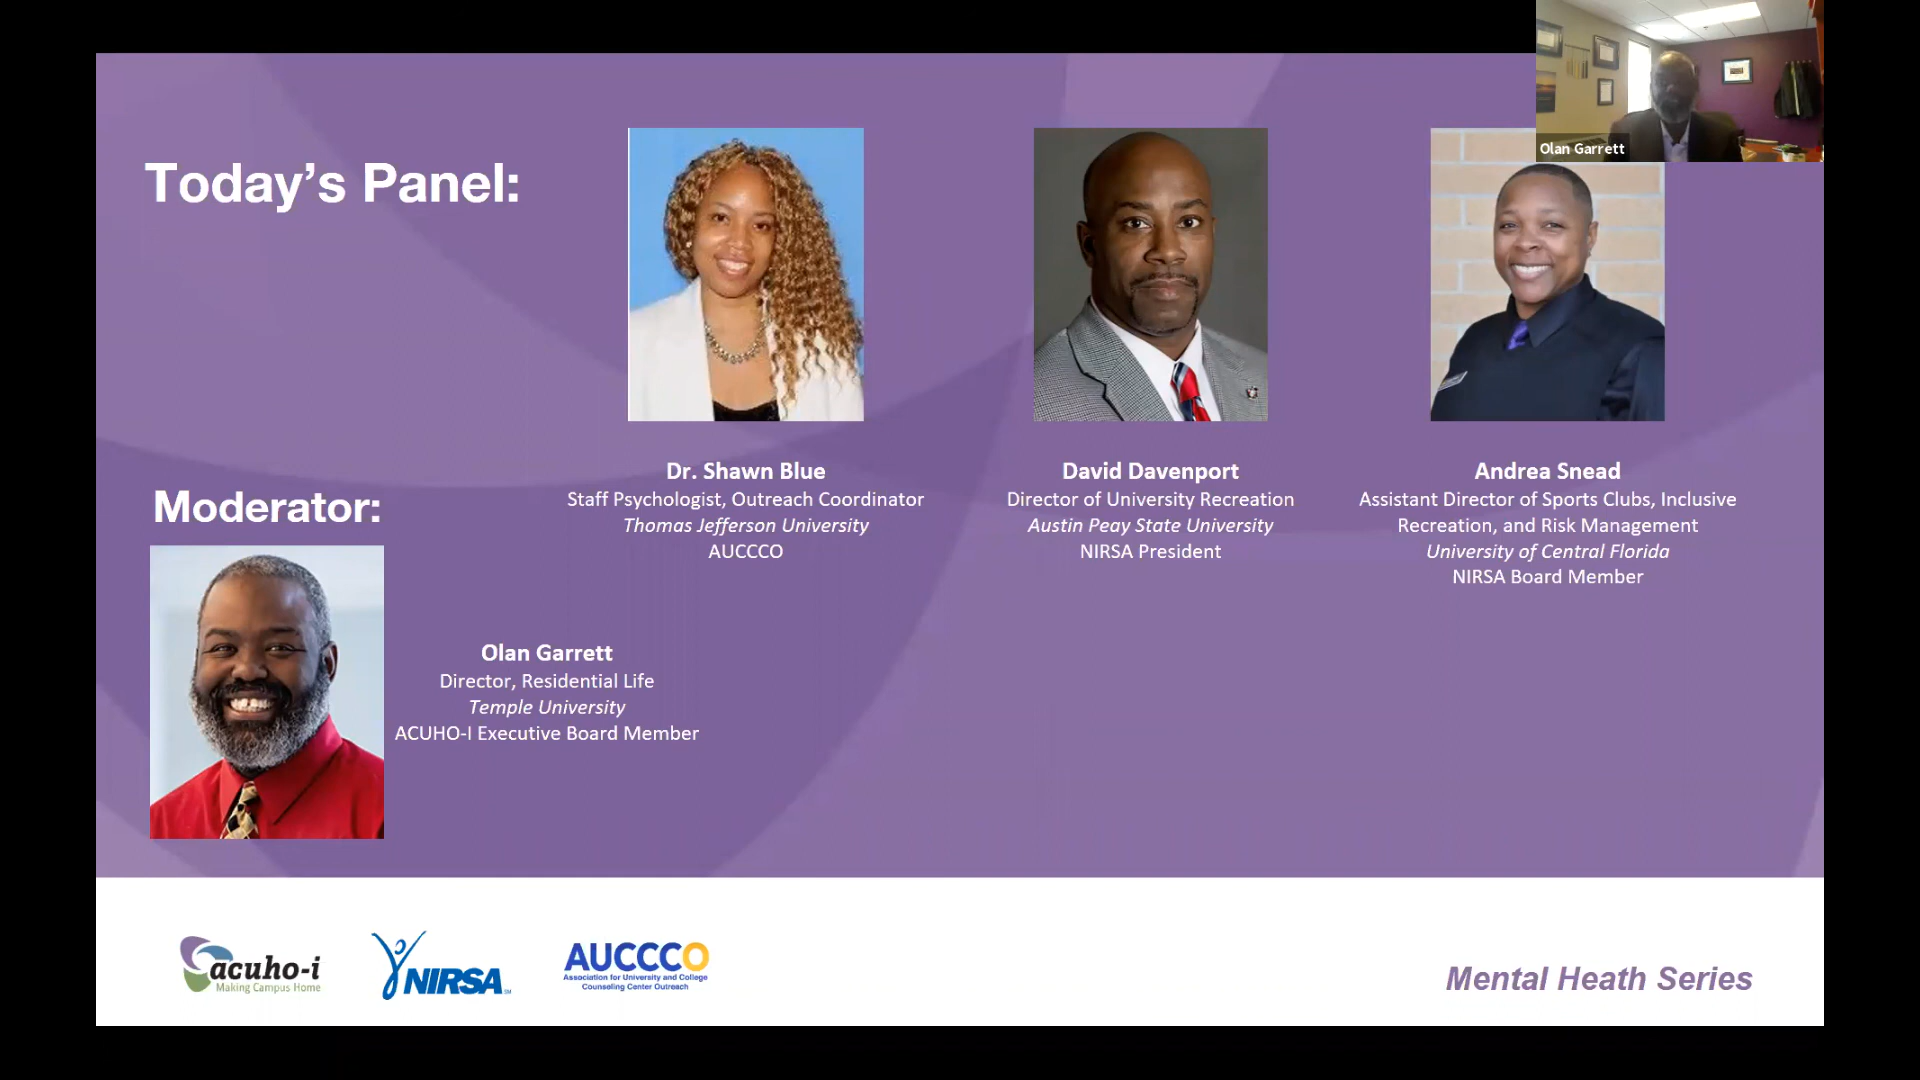 Olan Garrett
Today’s Panel:
Dr. Shawn Blue
Staff Psychologist, Outreach Coordinator
Thomas Jefferson University
AUCCCO
David Davenport
Director of University Recreation
Austin Peay State University
NIRSA President
Andrea Snead
Assistant Director of Sports Clubs, Inclusive
Recreation, and Risk Management
University of Central Florida
NIRSA Board Member
Moderator:
Olan Garrett
Director, Residential Life
Temple University
ACUHO-I Executive Board Member
acuho-i
Making Campus Home
NIRSA
AUCCCO
Association for University and College
Counseling Center Outreach
Mental Heath Series